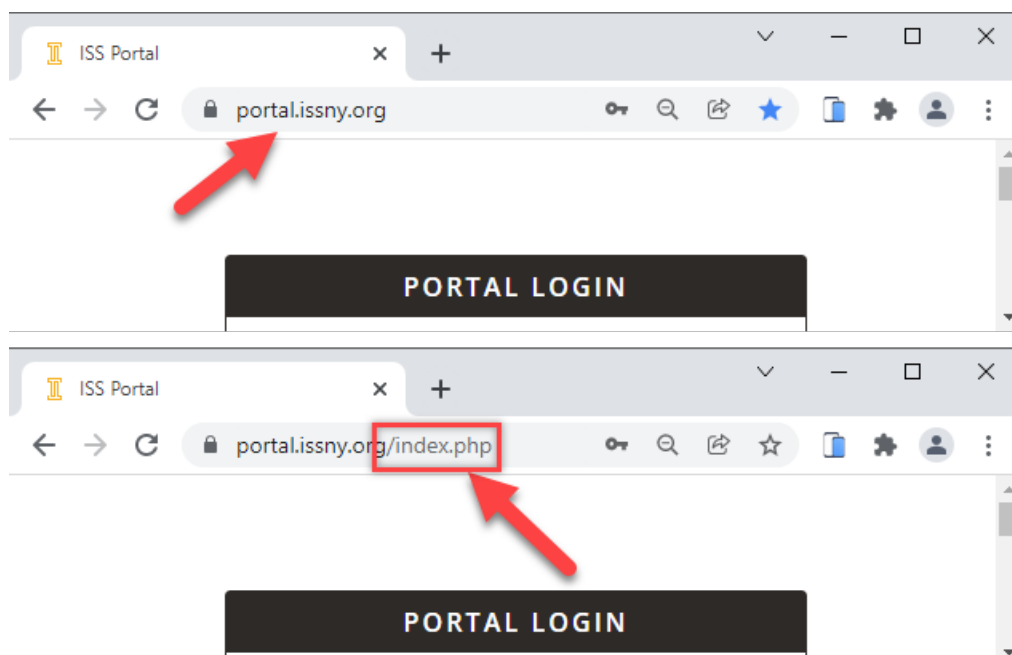 ISS Portal
portal.issny.org
PORTAL LOGIN
ISS Portal
portal.issny.org/index.php
PORTAL LOGIN